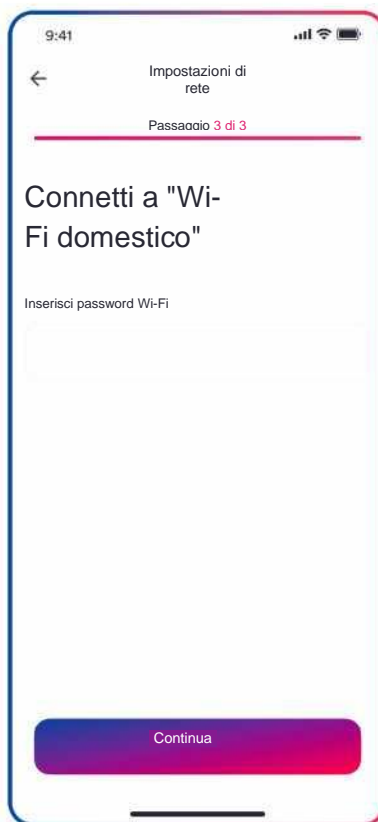 9:41
Impostazioni di
rete
Passaggio 3 di 3
Connetti a "Wi-
Fi domestico"
Inserisci password Wi-Fi
Continua